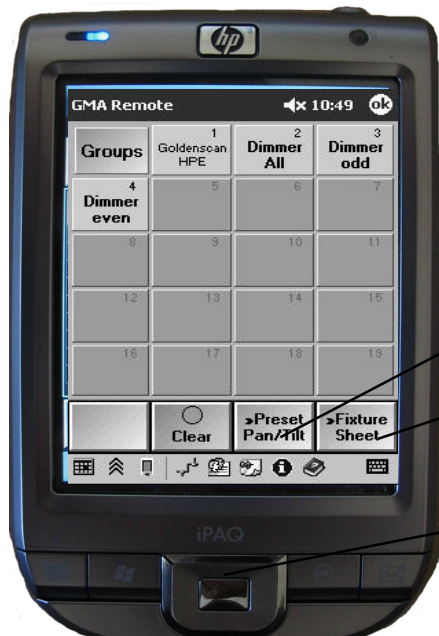 hp
GMA Remote 10:49 ok
Groups
1
Goldenscan
HPE
2
Dimmer
All
3
Dimmer
odd
4
Dimmer
even
5
6
7
8
9
10
11
12
13
14
15
16
17
18
19
Clear
»Preset
Pan/Tilt
»Fixture
Sheet
iPAQ